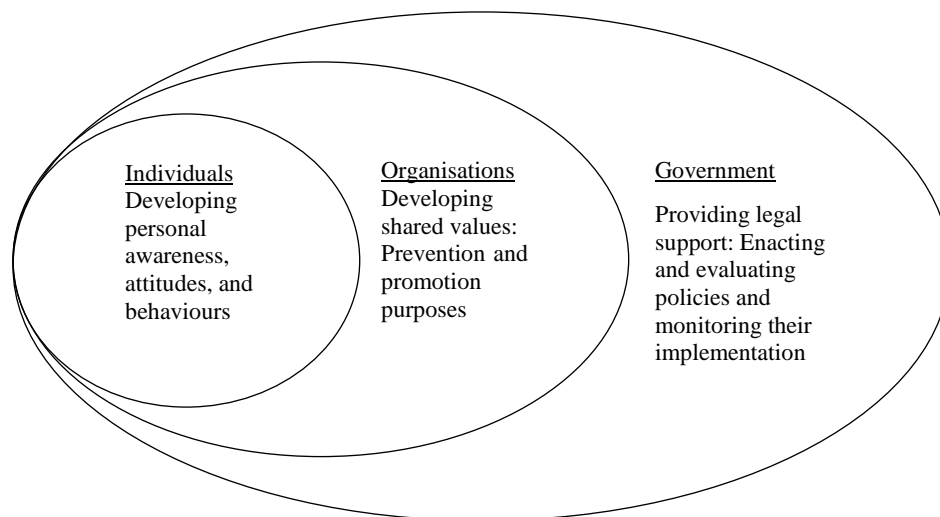 Individuals
Developing
personal
awareness,
attitudes, and
behaviours
Organisations
Developing
shared values:
Prevention and
promotion
purposes
Government
Providing legal
support: Enacting
and evaluating
policies and
monitoring their
implementation